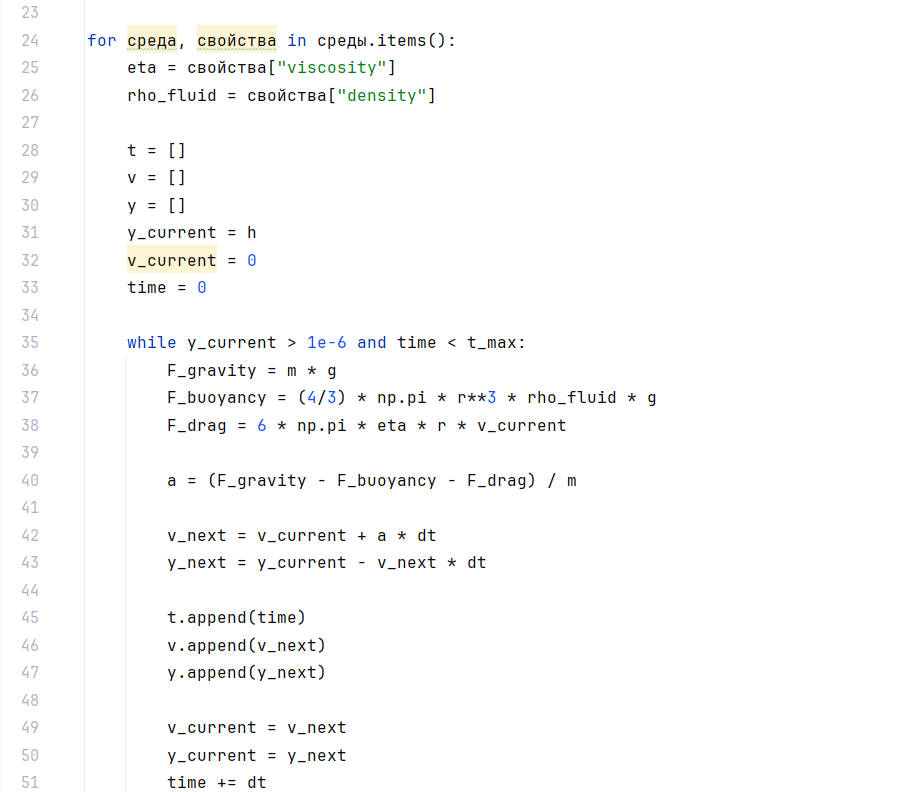 23
24 for среда, свойства in среды.items():
25 eta = свойства["viscosity"]
26 rho_fluid = свойства["density"]
27
28 t = []
29 v = []
30 y = []
31 y_current = h
32 v_current = 0
33 time = 0
34
35 while y_current > 1e-6 and time < t_max:
36 F_gravity = m * g
37 F_buoyancy = (4/3) * np.pi * r**3 * rho_fluid * g
38 F_drag = 6 * np.pi * eta * r * v_current
39
40 a = (F_gravity - F_buoyancy - F_drag) / m
41
42 v_next = v_current + a * dt
43 y_next = y_current - v_next * dt
44
45 t.append(time)
46 v.append(v_next)
47 y.append(y_next)
48
49 v_current = v_next
50 y_current = y_next
51 time += dt